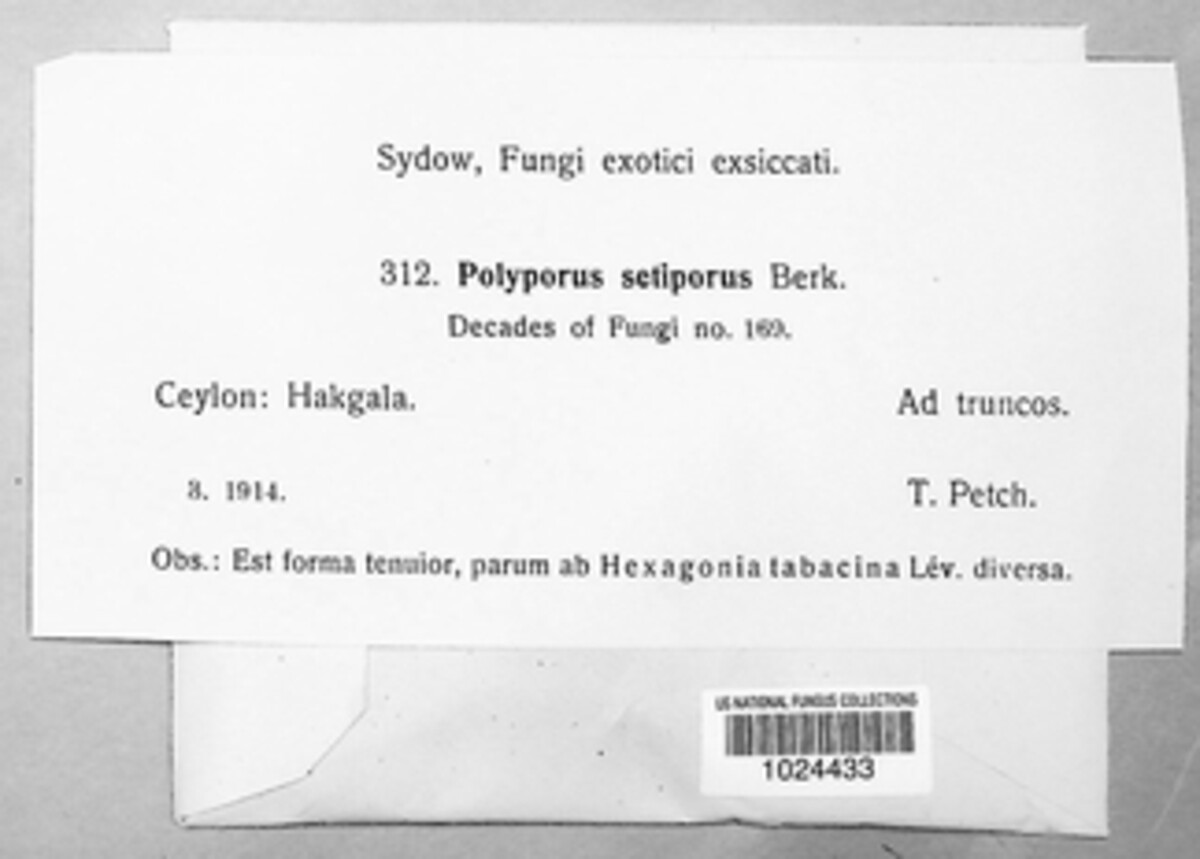 Sydow, Fungi exotici exsiccati.
312. Polyporus setiporus Berk.
Decades of Fungi no. 169.
Ceylon: Hakgala. Ad truncos.
3. 1914. T. Petch.
Obs.: Est forma tenuior, parum ab Hexagonia tabacina Lév. diversa.
US NATIONAL FUNGUS COLLECTIONS
1024433